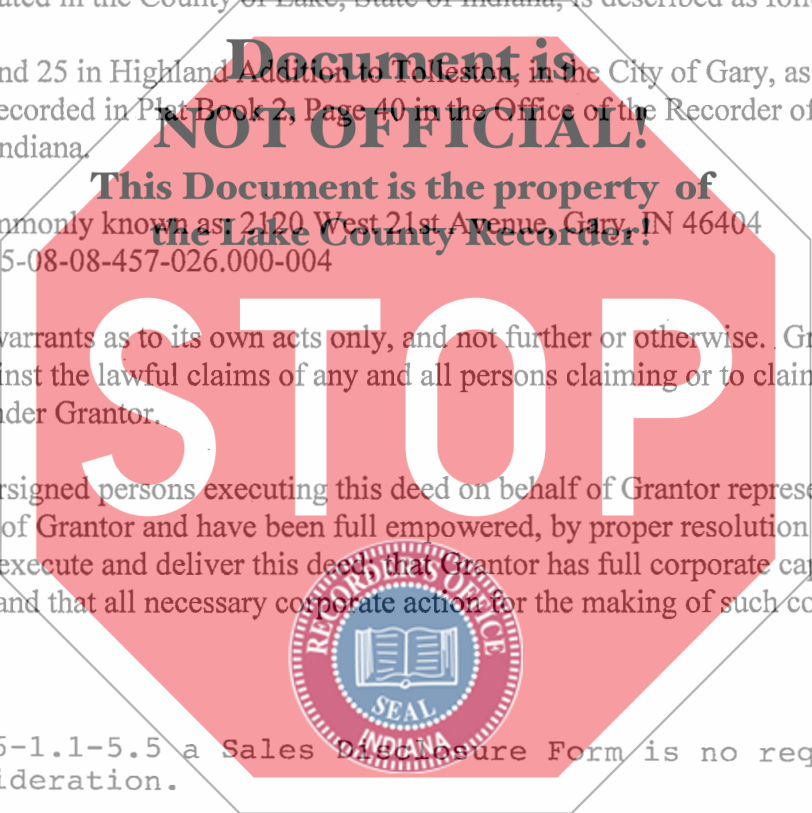 ated in the County of Lake, State of Indiana, is described as foll
Document is
nd 25 in Highland Addition to Tolleston, in the City of Gary, as
NOT OFFICIAL!
ecorded in Plat Book 2, Page 40 in the Office of the Recorder of
ndiana.
This Document is the property of
mmonly known as: 2120 West 21st Avenue, Gary, IN 46404
the Lake County Recorder!
5-08-08-457-026.000-004
STOP
warrants as to its own acts only, and not further or otherwise. Gr
inst the lawful claims of any and all persons claiming or to claim
nder Grantor.
rsigned persons executing this deed on behalf of Grantor represe
of Grantor and have been full empowered, by proper resolution
execute and deliver this deed; that Grantor has full corporate ca
and that all necessary corporate action for the making of such co
RECORDER'S OFFICE
SEAL
INDIANA
5-1.1-5.5 a Sales Disclosure Form is no req
ideration.